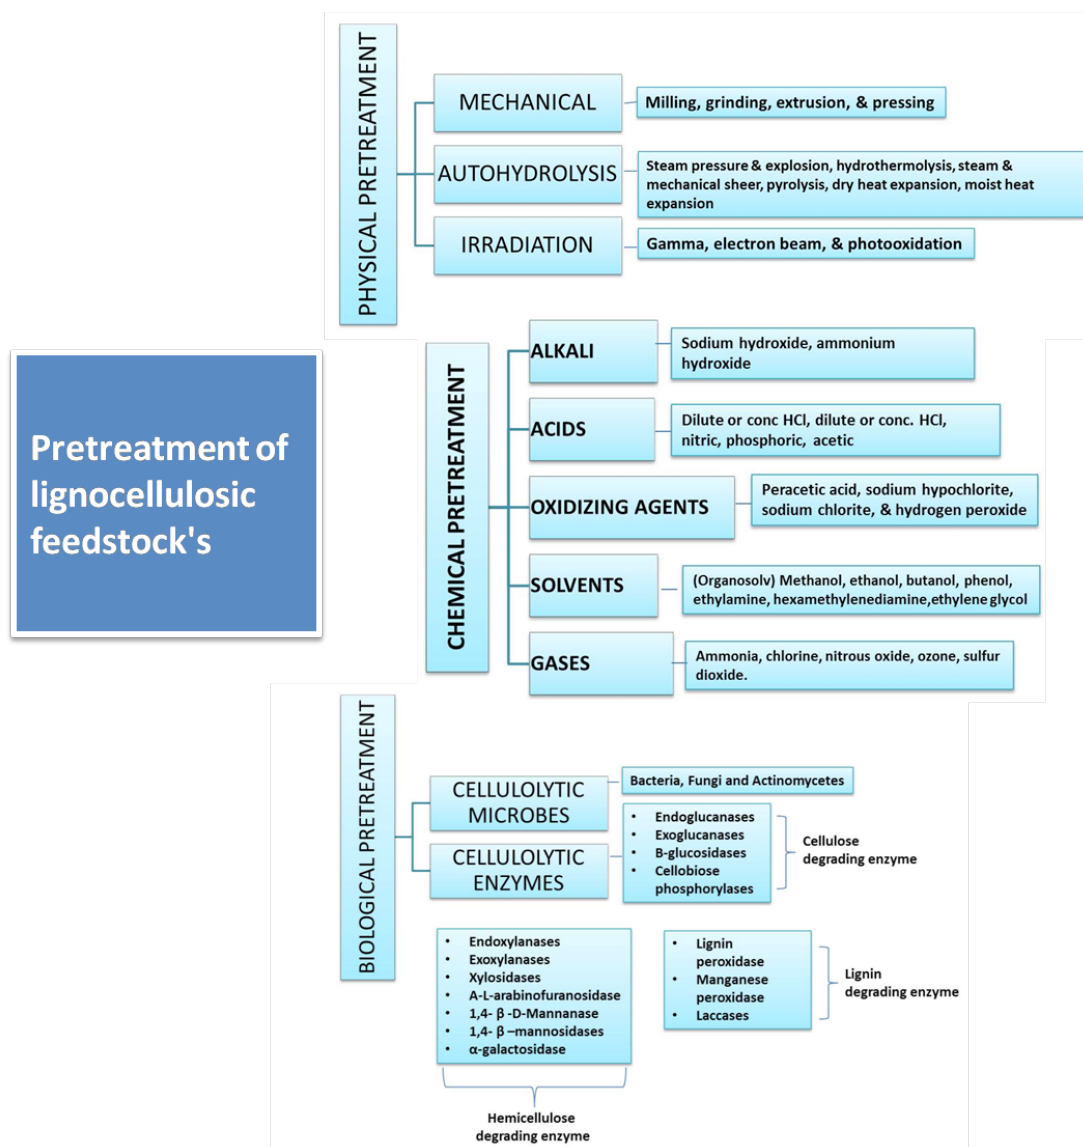 PHYSICAL PRETREATMENT
MECHANICAL
Milling, grinding, extrusion, & pressing
AUTOHYDROLYSIS
Steam pressure & explosion, hydrothermolysis, steam &
mechanical sheer, pyrolysis, dry heat expansion, moist heat
expansion
IRRADIATION
Gamma, electron beam, & photooxidation
Pretreatment of
lignocellulosic
feedstock's
CHEMICAL PRETREATMENT
ALKALI
Sodium hydroxide, ammonium
hydroxide
ACIDS
Dilute or conc HCl, dilute or conc. HCl,
nitric, phosphoric, acetic
OXIDIZING AGENTS
Peracetic acid, sodium hypochlorite,
sodium chlorite, & hydrogen peroxide
SOLVENTS
(Organosolv) Methanol, ethanol, butanol, phenol,
ethylamine, hexamethylenediamine,ethylene glycol
GASES
Ammonia, chlorine, nitrous oxide, ozone, sulfur
dioxide.
BIOLOGICAL PRETREATMENT
CELLULOLYTIC
MICROBES
Bacteria, Fungi and Actinomycetes
CELLULOLYTIC
ENZYMES
• Endoglucanases
• Exoglucanases
• B-glucosidases
• Cellobiose
phosphorylases
Cellulose
degrading enzyme
• Endoxylanases
• Exoxylanases
• Xylosidases
• A-L-arabinofuranosidase
• 1,4- β -D-Mannanase
• 1,4- β –mannosidases
• α-galactosidase
Hemicellulose
degrading enzyme
• Lignin
peroxidase
• Manganese
peroxidase
• Laccases
Lignin
degrading enzyme